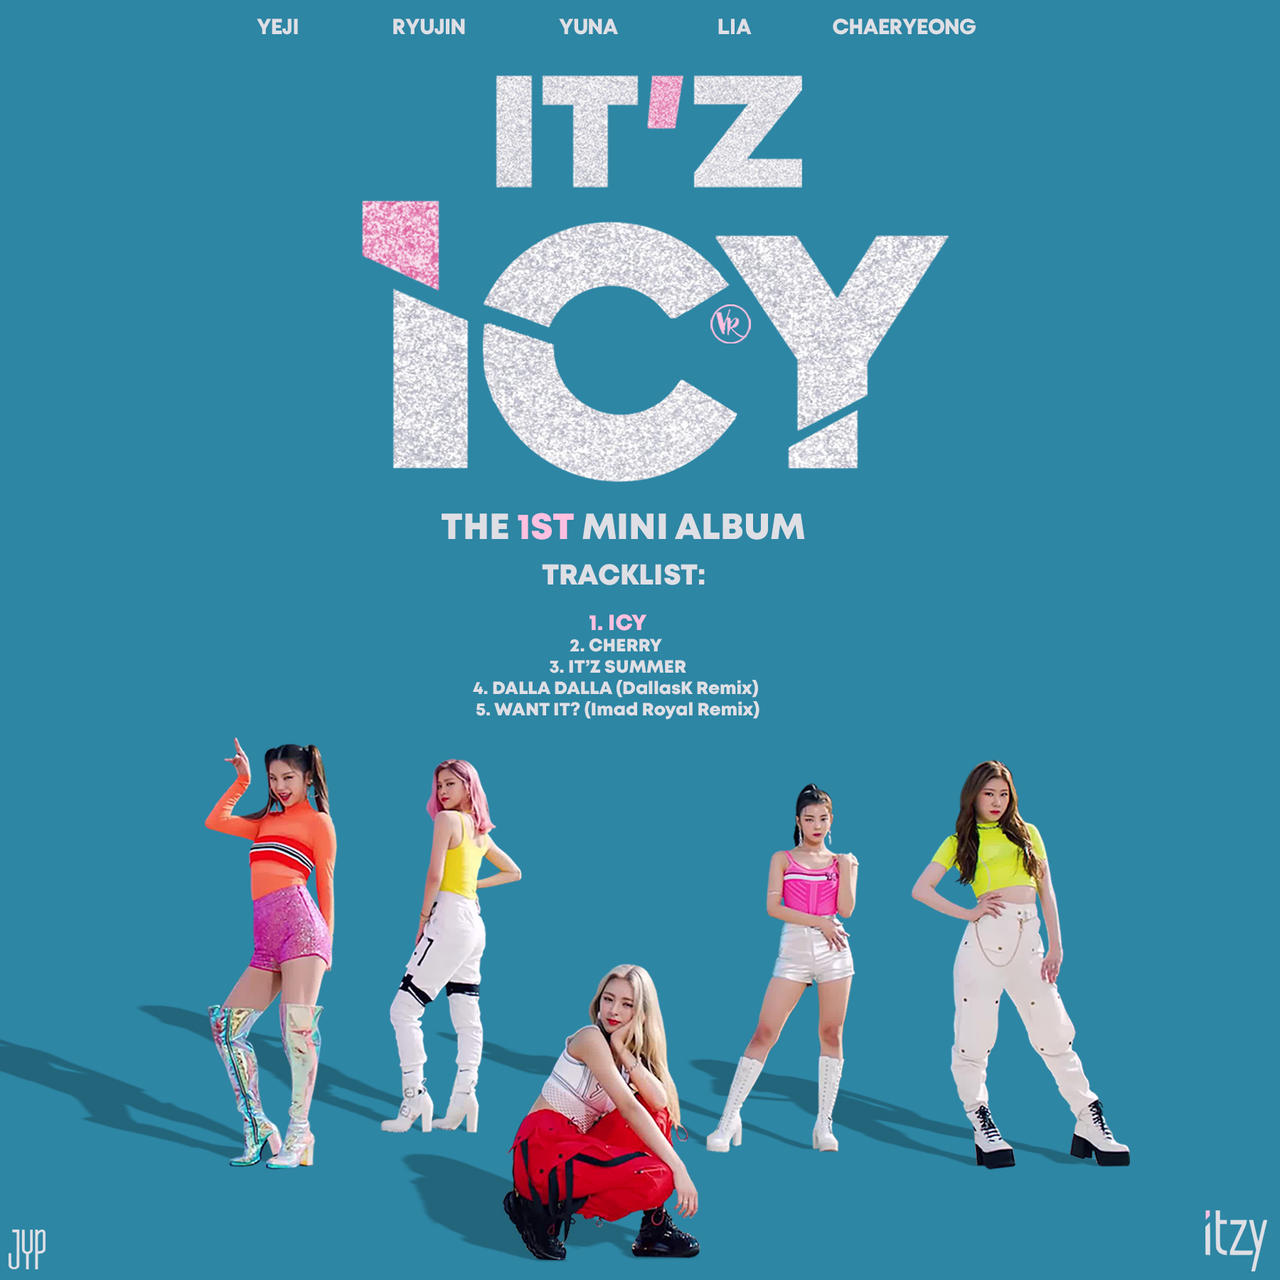 YEJI RYUJIN YUNA LIA CHAERYEONG
IT'Z
iCY
VR
THE 1ST MINI ALBUM
TRACKLIST:
1. ICY
2. CHERRY
3. IT'Z SUMMER
4. DALLA DALLA (DallasK Remix)
5. WANT IT? (Imad Royal Remix)
JYP
itzy